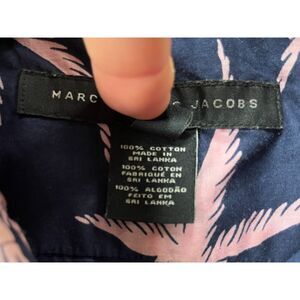 MARC JACOBS
100% COTTON
MADE IN
SRI LANKA
100% COTON
FABRIQUÉ EN
SRI LANKA
100% ALGODÃO
FEITO EM
SRI LANKA